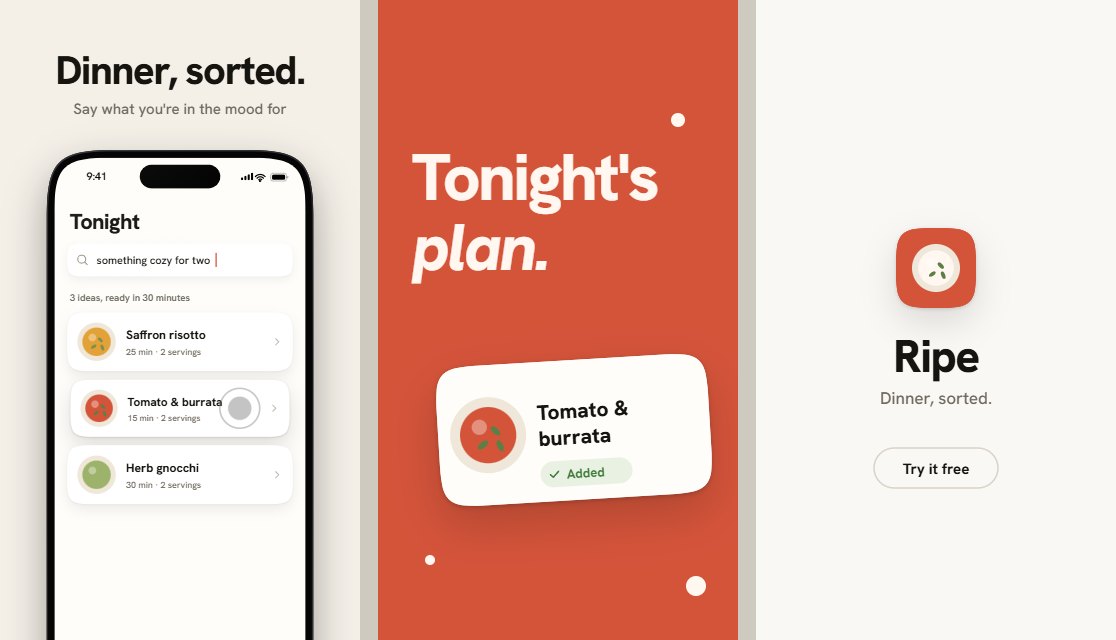 Dinner, sorted.
Say what you're in the mood for
9:41
Tonight
something cozy for two
3 ideas, ready in 30 minutes
Saffron risotto
25 min · 2 servings
Tomato & burrata
15 min · 2 servings
Herb gnocchi
30 min · 2 servings
Tonight's
plan.
Tomato &
burrata
Added
Ripe
Dinner, sorted.
Try it free